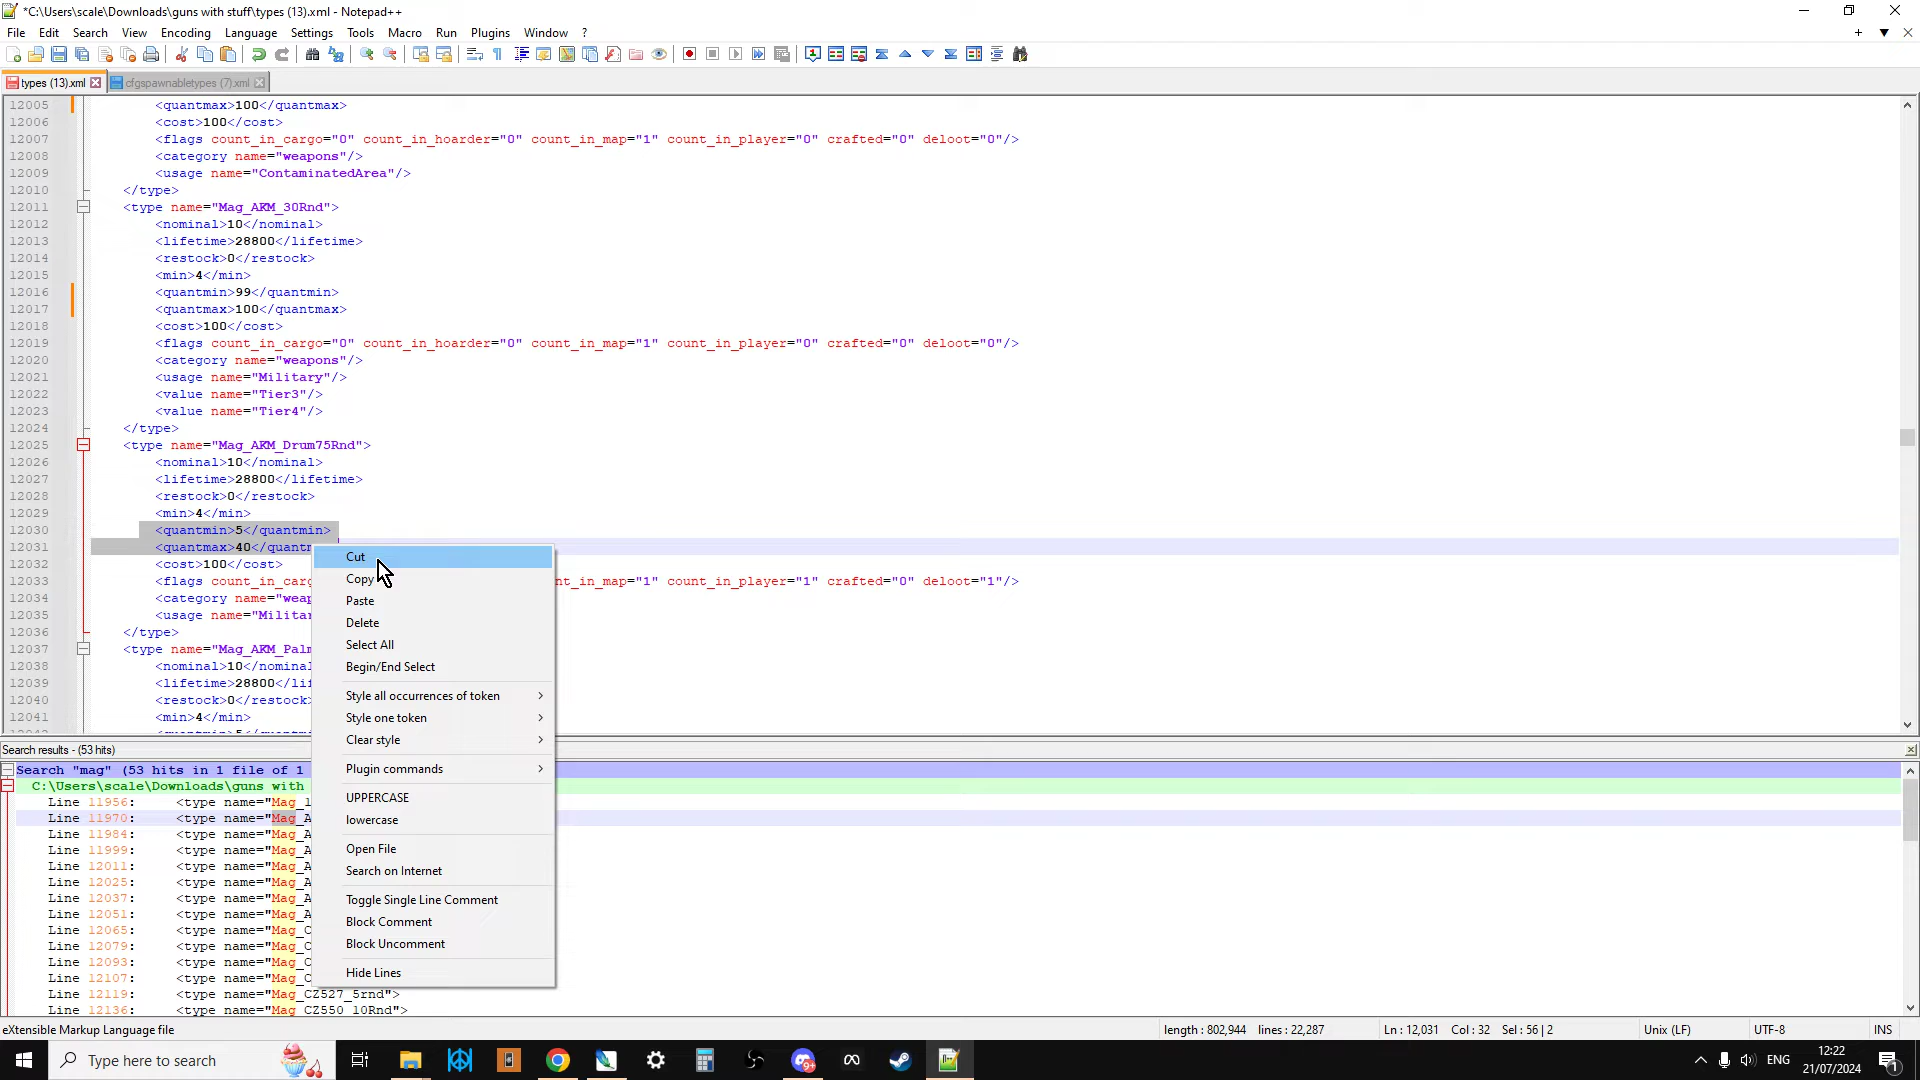 *C:\Users\scale\Downloads\guns with stuff\types (13).xml - Notepad++
File Edit Search View Encoding Language Settings Tools Macro Run Plugins Window ?
types (13).xml cfgspawnabletypes (7).xml
12005 <quantmax>100</quantmax>
12006 <cost>100</cost>
12007 <flags count_in_cargo="0" count_in_hoarder="0" count_in_map="1" count_in_player="0" crafted="0" deloot="0"/>
12008 <category name="weapons"/>
12009 <usage name="ContaminatedArea"/>
12010 </type>
12011 <type name="Mag_AKM_30Rnd">
12012 <nominal>10</nominal>
12013 <lifetime>28800</lifetime>
12014 <restock>0</restock>
12015 <min>4</min>
12016 <quantmin>99</quantmin>
12017 <quantmax>100</quantmax>
12018 <cost>100</cost>
12019 <flags count_in_cargo="0" count_in_hoarder="0" count_in_map="1" count_in_player="0" crafted="0" deloot="0"/>
12020 <category name="weapons"/>
12021 <usage name="Military"/>
12022 <value name="Tier3"/>
12023 <value name="Tier4"/>
12024 </type>
12025 <type name="Mag_AKM_Drum75Rnd">
12026 <nominal>10</nominal>
12027 <lifetime>28800</lifetime>
12028 <restock>0</restock>
12029 <min>4</min>
12030 <quantmin>5</quantmin>
12031 <quantmax>40</quantm
12032 <cost>100</cost>
12033 <flags count_in_carg nt_in_map="1" count_in_player="1" crafted="0" deloot="1"/>
12034 <category name="weap
12035 <usage name="Militar
12036 </type>
12037 <type name="Mag_AKM_Palm
12038 <nominal>10</nominal
12039 <lifetime>28800</lif
12040 <restock>0</restock>
12041 <min>4</min>
Cut
Copy
Paste
Delete
Select All
Begin/End Select
Style all occurrences of token
Style one token
Clear style
Plugin commands
UPPERCASE
lowercase
Open File
Search on Internet
Toggle Single Line Comment
Block Comment
Block Uncomment
Hide Lines
Search results - (53 hits)
Search "mag" (53 hits in 1 file of 1
C:\Users\scale\Downloads\guns with
Line 11956: <type name="Mag_1
Line 11970: <type name="Mag_A
Line 11984: <type name="Mag_A
Line 11999: <type name="Mag_A
Line 12011: <type name="Mag_A
Line 12025: <type name="Mag_A
Line 12037: <type name="Mag_A
Line 12051: <type name="Mag_A
Line 12065: <type name="Mag_C
Line 12079: <type name="Mag_C
Line 12093: <type name="Mag_C
Line 12107: <type name="Mag_C
Line 12119: <type name="Mag_CZ527_5rnd">
Line 12136: <type name="Mag_CZ550_10Rnd">
eXtensible Markup Language file length : 802,944 lines : 22,287 Ln : 12,031 Col : 32 Sel : 56 | 2 Unix (LF) UTF-8 INS
Type here to search ENG 12:22
21/07/2024 1